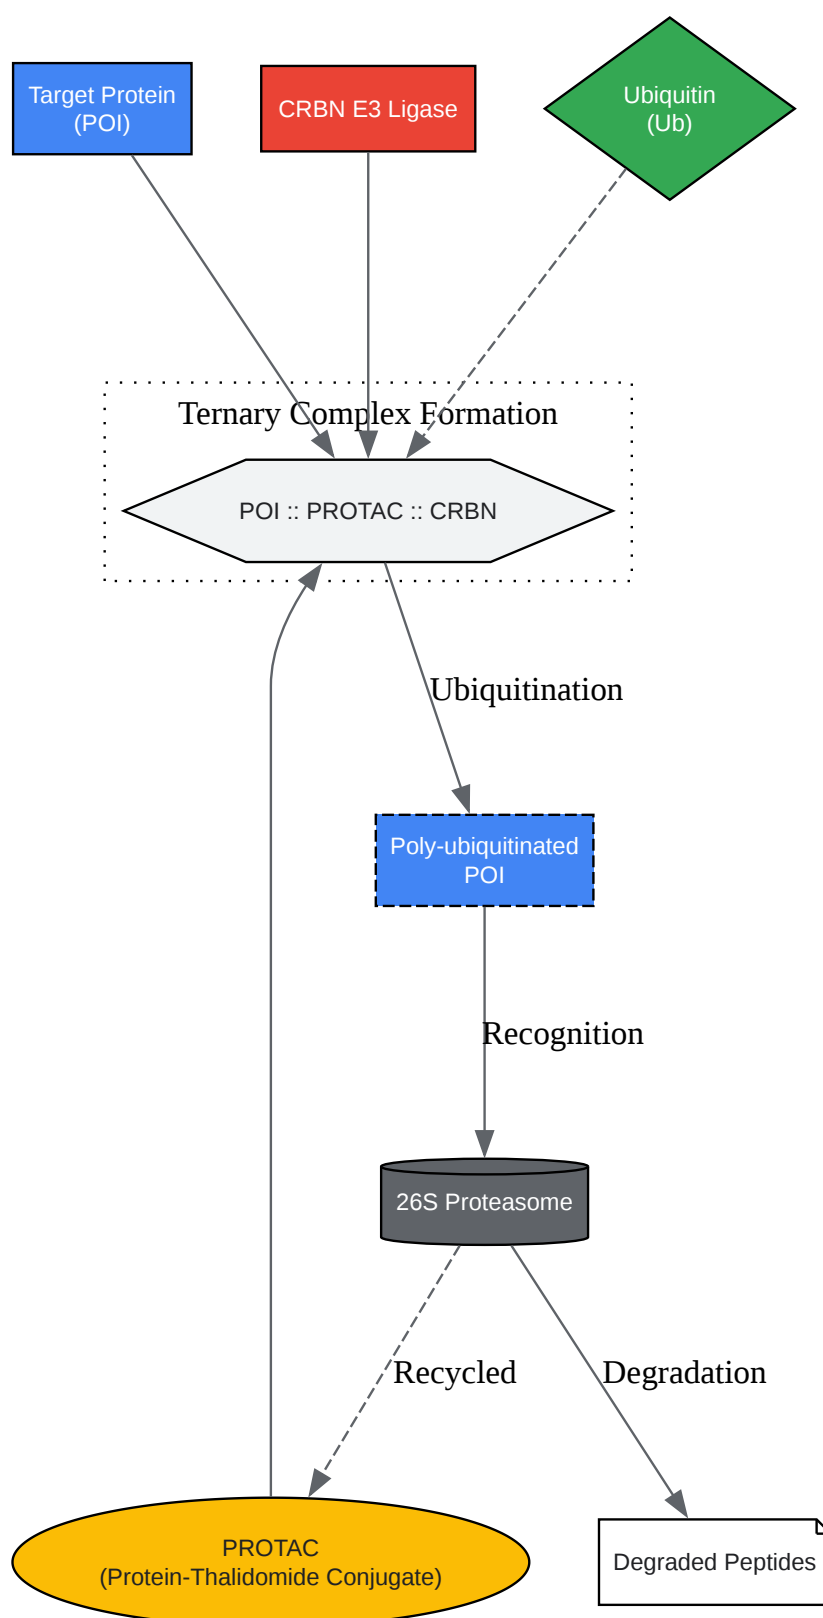 Target Protein
(POI)
CRBN E3 Ligase
Ubiquitin
(Ub)
Ternary Complex Formation
POI :: PROTAC :: CRBN
Ubiquitination
Poly-ubiquitinated
POI
Recognition
26S Proteasome
Recycled
Degradation
PROTAC
(Protein-Thalidomide Conjugate)
Degraded Peptides